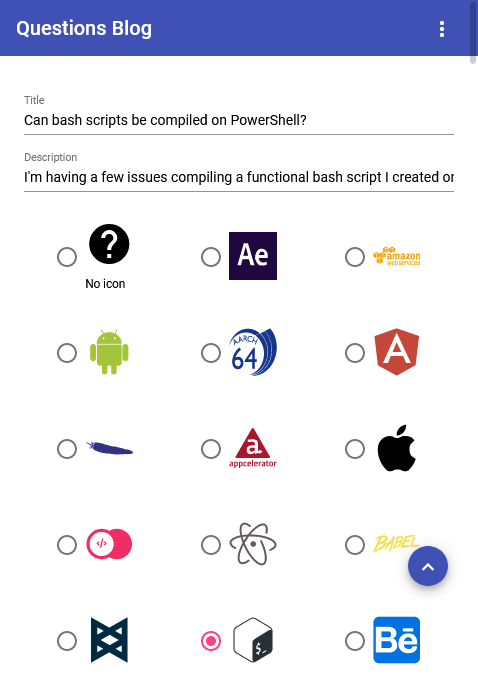 Questions Blog
Title
Can bash scripts be compiled on PowerShell?
Description
I'm having a few issues compiling a functional bash script I created or
?
Ae
amazon
web services
No icon
AARCH
64
A
a
appcelerator
</>
BABEL
$_
Bē